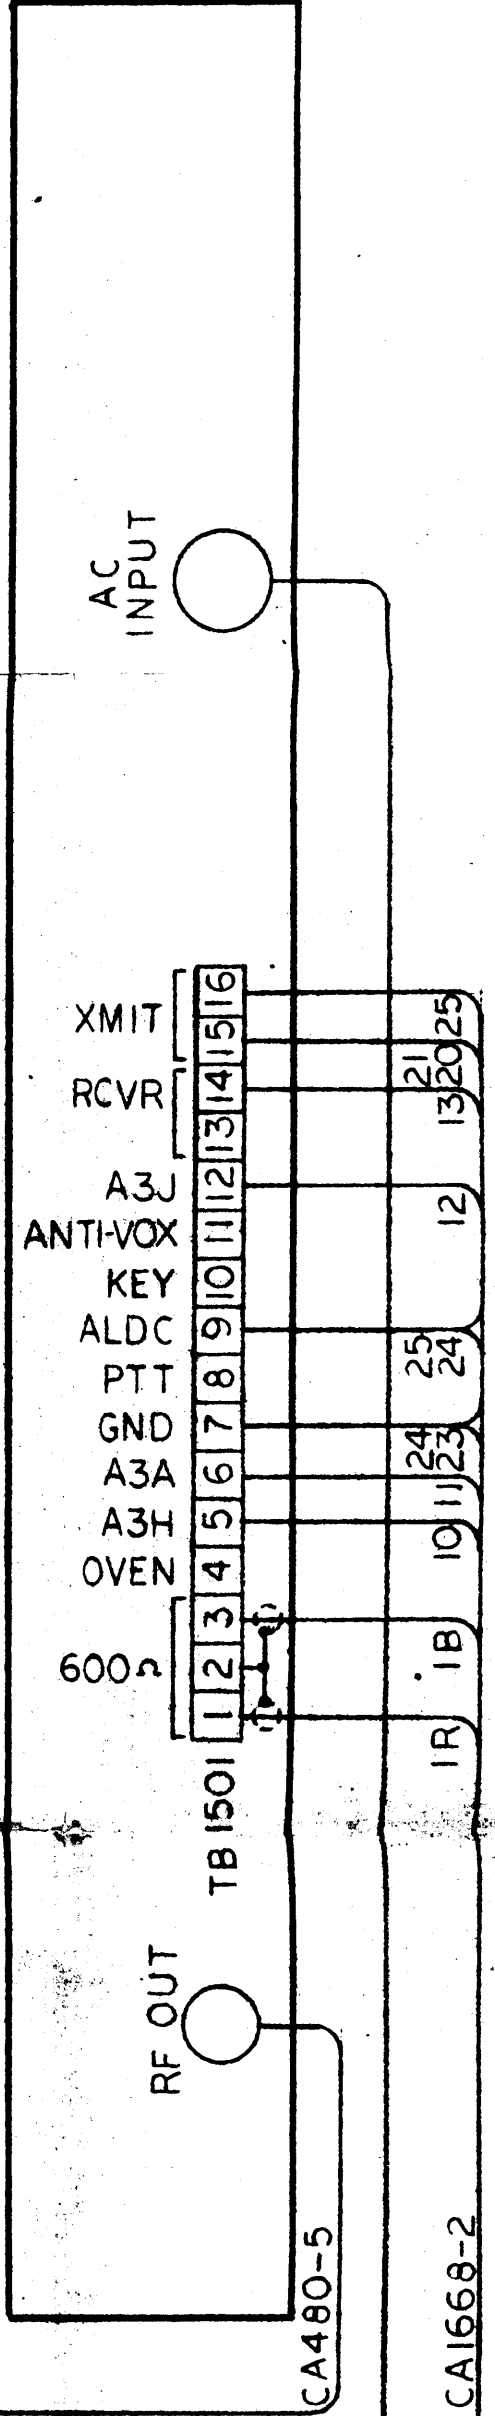 AC
INPUT
XMIT
16
15
25
20
21
RCVR
14
13
13
A3J
12
12
ANTI-VOX
11
KEY
10
ALDC
9
25
24
PTT
8
GND
7
24
23
A3A
6
11
A3H
5
10
OVEN
4
600Ω
3
2
1
1B
1R
TB 1501
RF OUT
CA480-5
CA1668-2